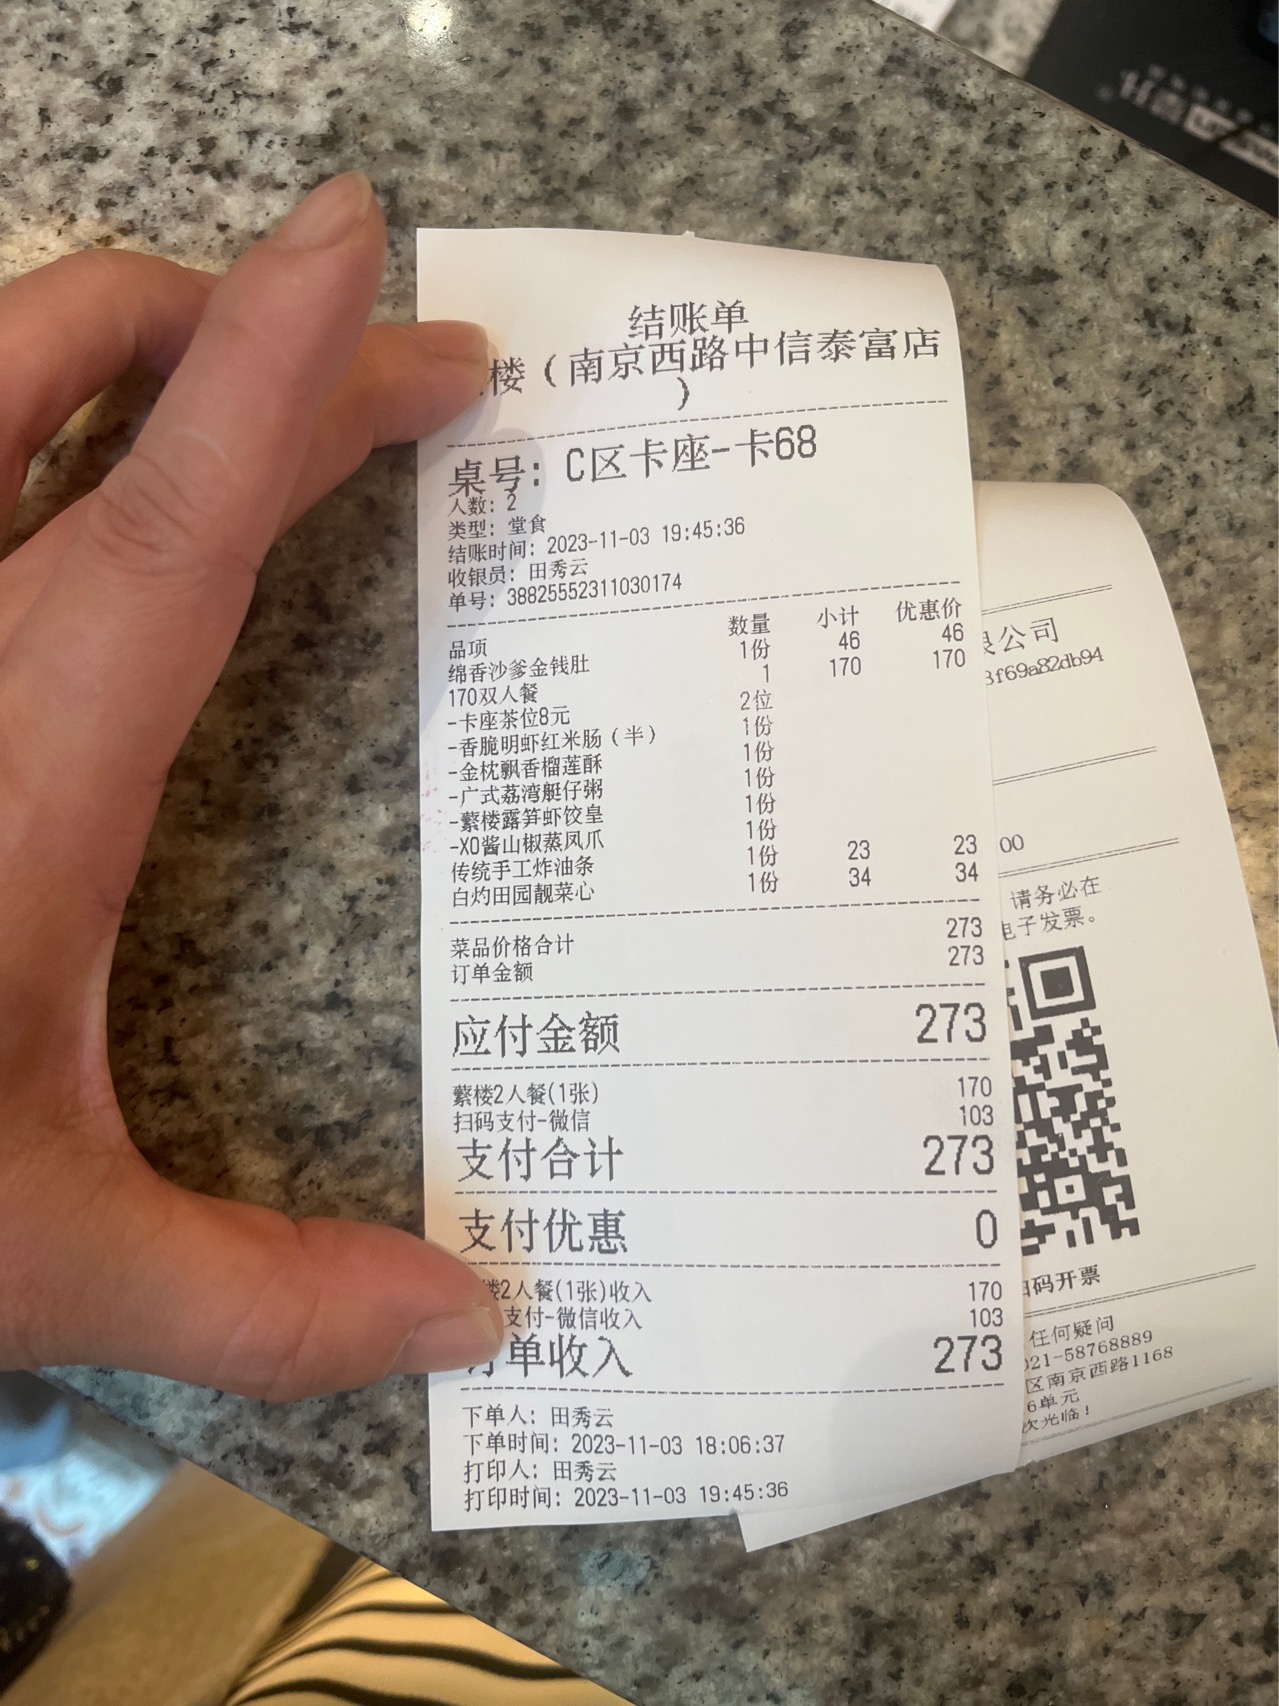 结账单
楼（南京西路中信泰富店
）
桌号：C区卡座-卡68
人数：2
类型：堂食
结账时间：2023-11-03 19:45:36
收银员：田秀云
单号：38825552311030174
品项 数量 小计 优惠价
绵香沙爹金钱肚 1份 46 46
170双人餐 1 170 170
-卡座茶位8元 2位
-香脆明虾红米肠（半） 1份
-金枕飘香榴莲酥 1份
-广式荔湾艇仔粥 1份
-蘩楼露笋虾饺皇 1份
-XO酱山椒蒸凤爪 1份
传统手工炸油条 1份 23 23
白灼田园靓菜心 1份 34 34
菜品价格合计 273
订单金额 273
应付金额 273
蘩楼2人餐(1张) 170
扫码支付-微信 103
支付合计 273
支付优惠 0
楼2人餐(1张)收入 170
支付-微信收入 103
单收入 273
下单人：田秀云
下单时间：2023-11-03 18:06:37
打印人：田秀云
打印时间：2023-11-03 19:45:36
公司
3f69a82db94
00
请务必在
电子发票。
扫码开票
任何疑问
021-58768889
区南京西路1168
6单元
次光临！